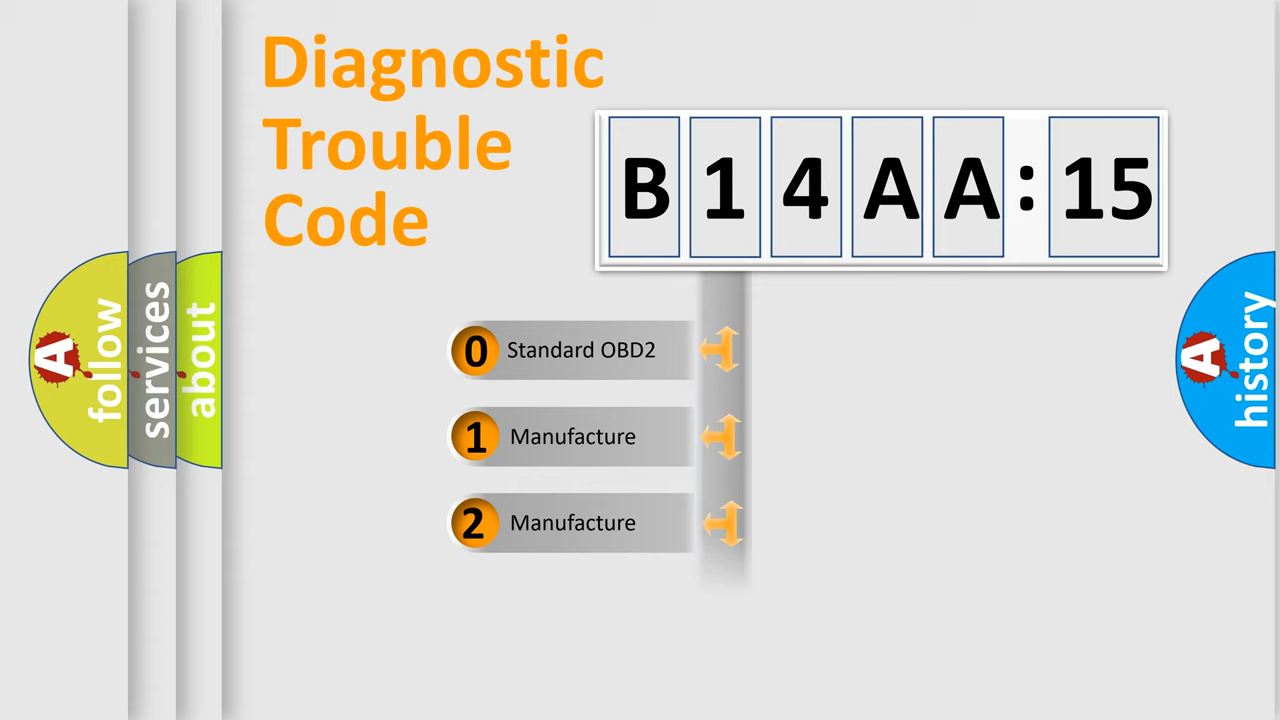 Diagnostic
Trouble
Code
B 1 4 A A : 15
0 Standard OBD2
1 Manufacture
2 Manufacture
A follow
services
about
A history